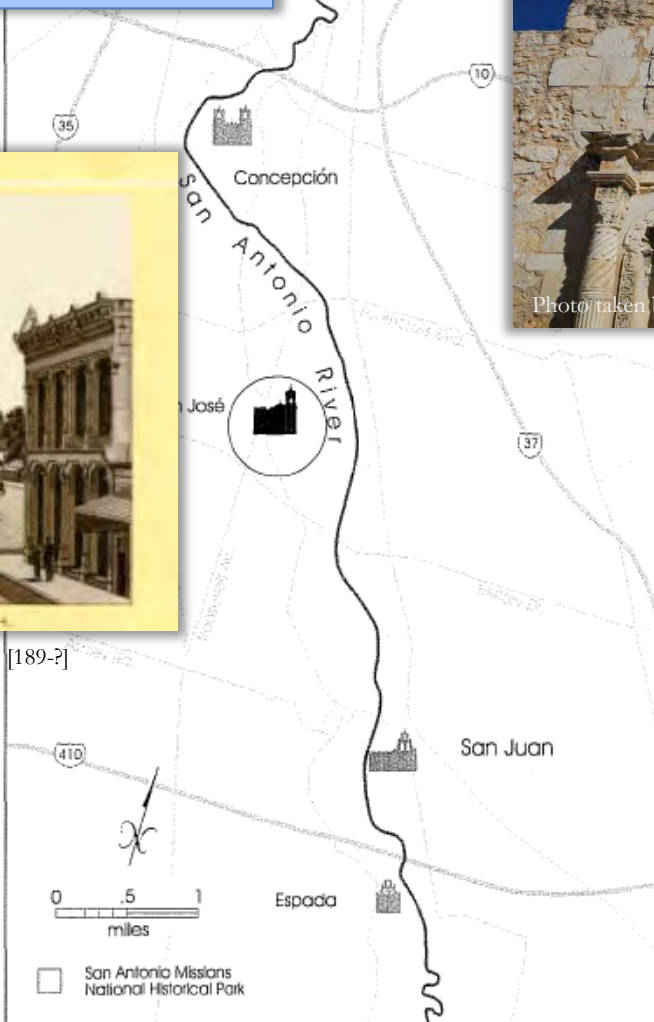 10
35
Concepción
San Antonio River
Photo taken
José
37
[189-?]
410
San Juan
0 .5 1
miles
Espada
San Antonio Missions
National Historical Park